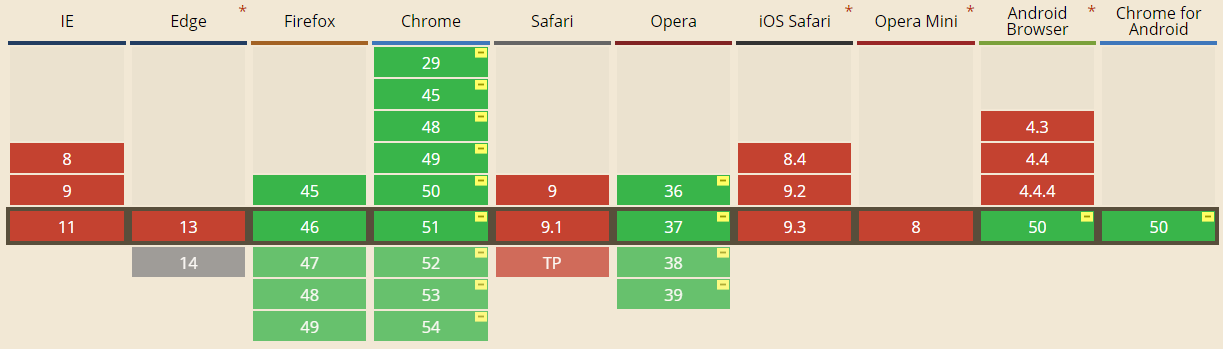 IE Edge * Firefox Chrome Safari Opera iOS Safari * Opera Mini * Android Browser * Chrome for Android
29
45
48 4.3
8 49 8.4 4.4
9 45 50 9 36 9.2 4.4.4
11 13 46 51 9.1 37 9.3 8 50 50
14 47 52 TP 38
48 53 39
49 54